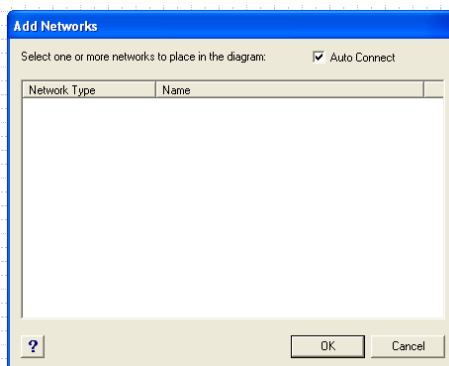 Add Networks
Select one or more networks to place in the diagram: Auto Connect
Network Type Name
? OK Cancel